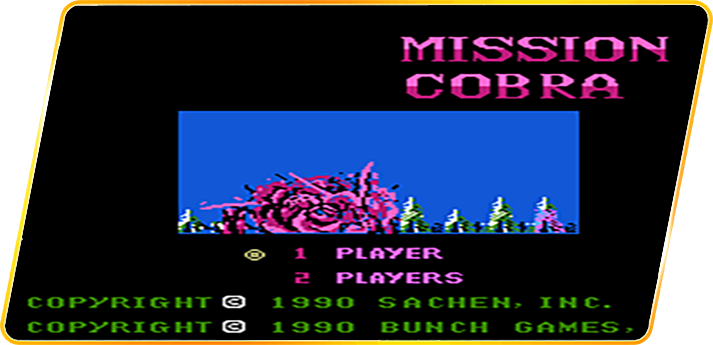 MISSION
COBRA
1 PLAYER
2 PLAYERS
COPYRIGHT © 1990 SACHEN, INC.
COPYRIGHT © 1990 BUNCH GAMES,